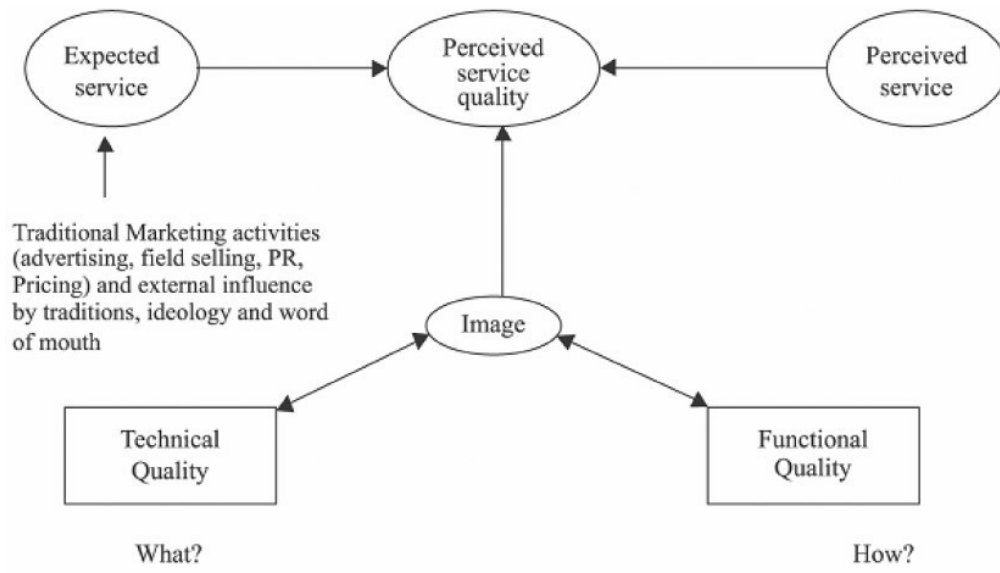 Expected
service
Perceived
service
quality
Perceived
service
Traditional Marketing activities
(advertising, field selling, PR,
Pricing) and external influence
by traditions, ideology and word
of mouth
Image
Technical
Quality
Functional
Quality
What?
How?